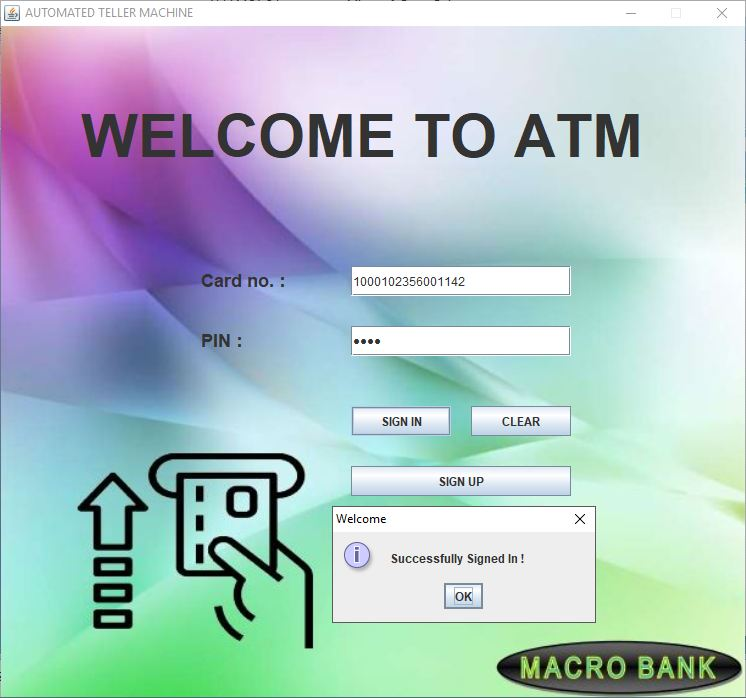 AUTOMATED TELLER MACHINE
WELCOME TO ATM
Card no. :
1000102356001142
PIN :
••••
SIGN IN
CLEAR
SIGN UP
Welcome
Successfully Signed In !
OK
MACRO BANK